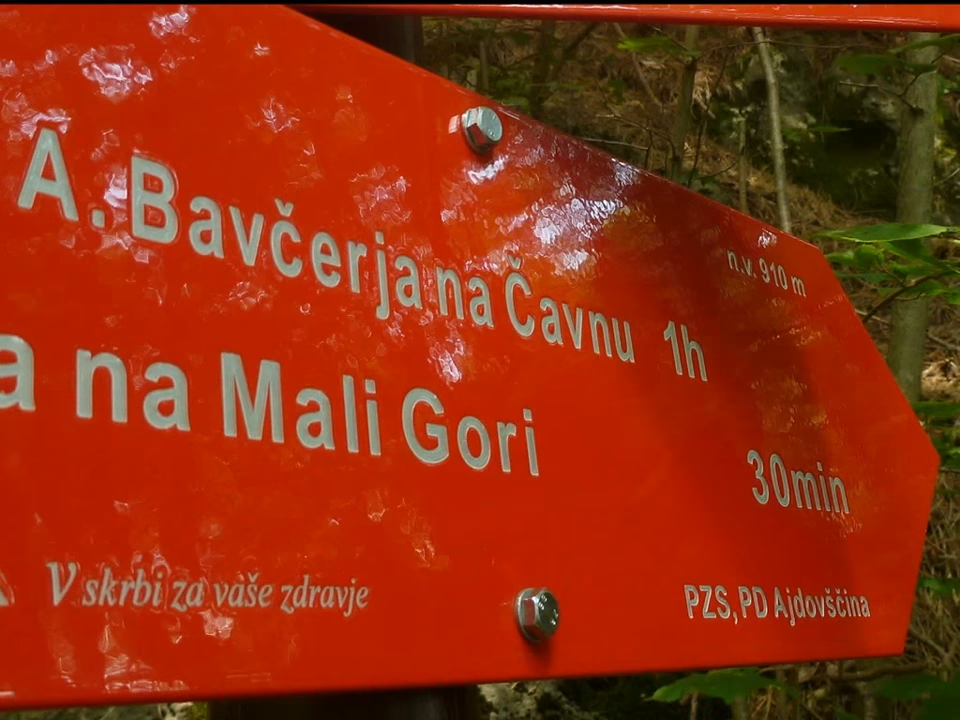 n.v. 910 m
A. Bavčerja na Čavnu 1h
a na Mali Gori 30min
V skrbi za vaše zdravje
PZS, PD Ajdovščina